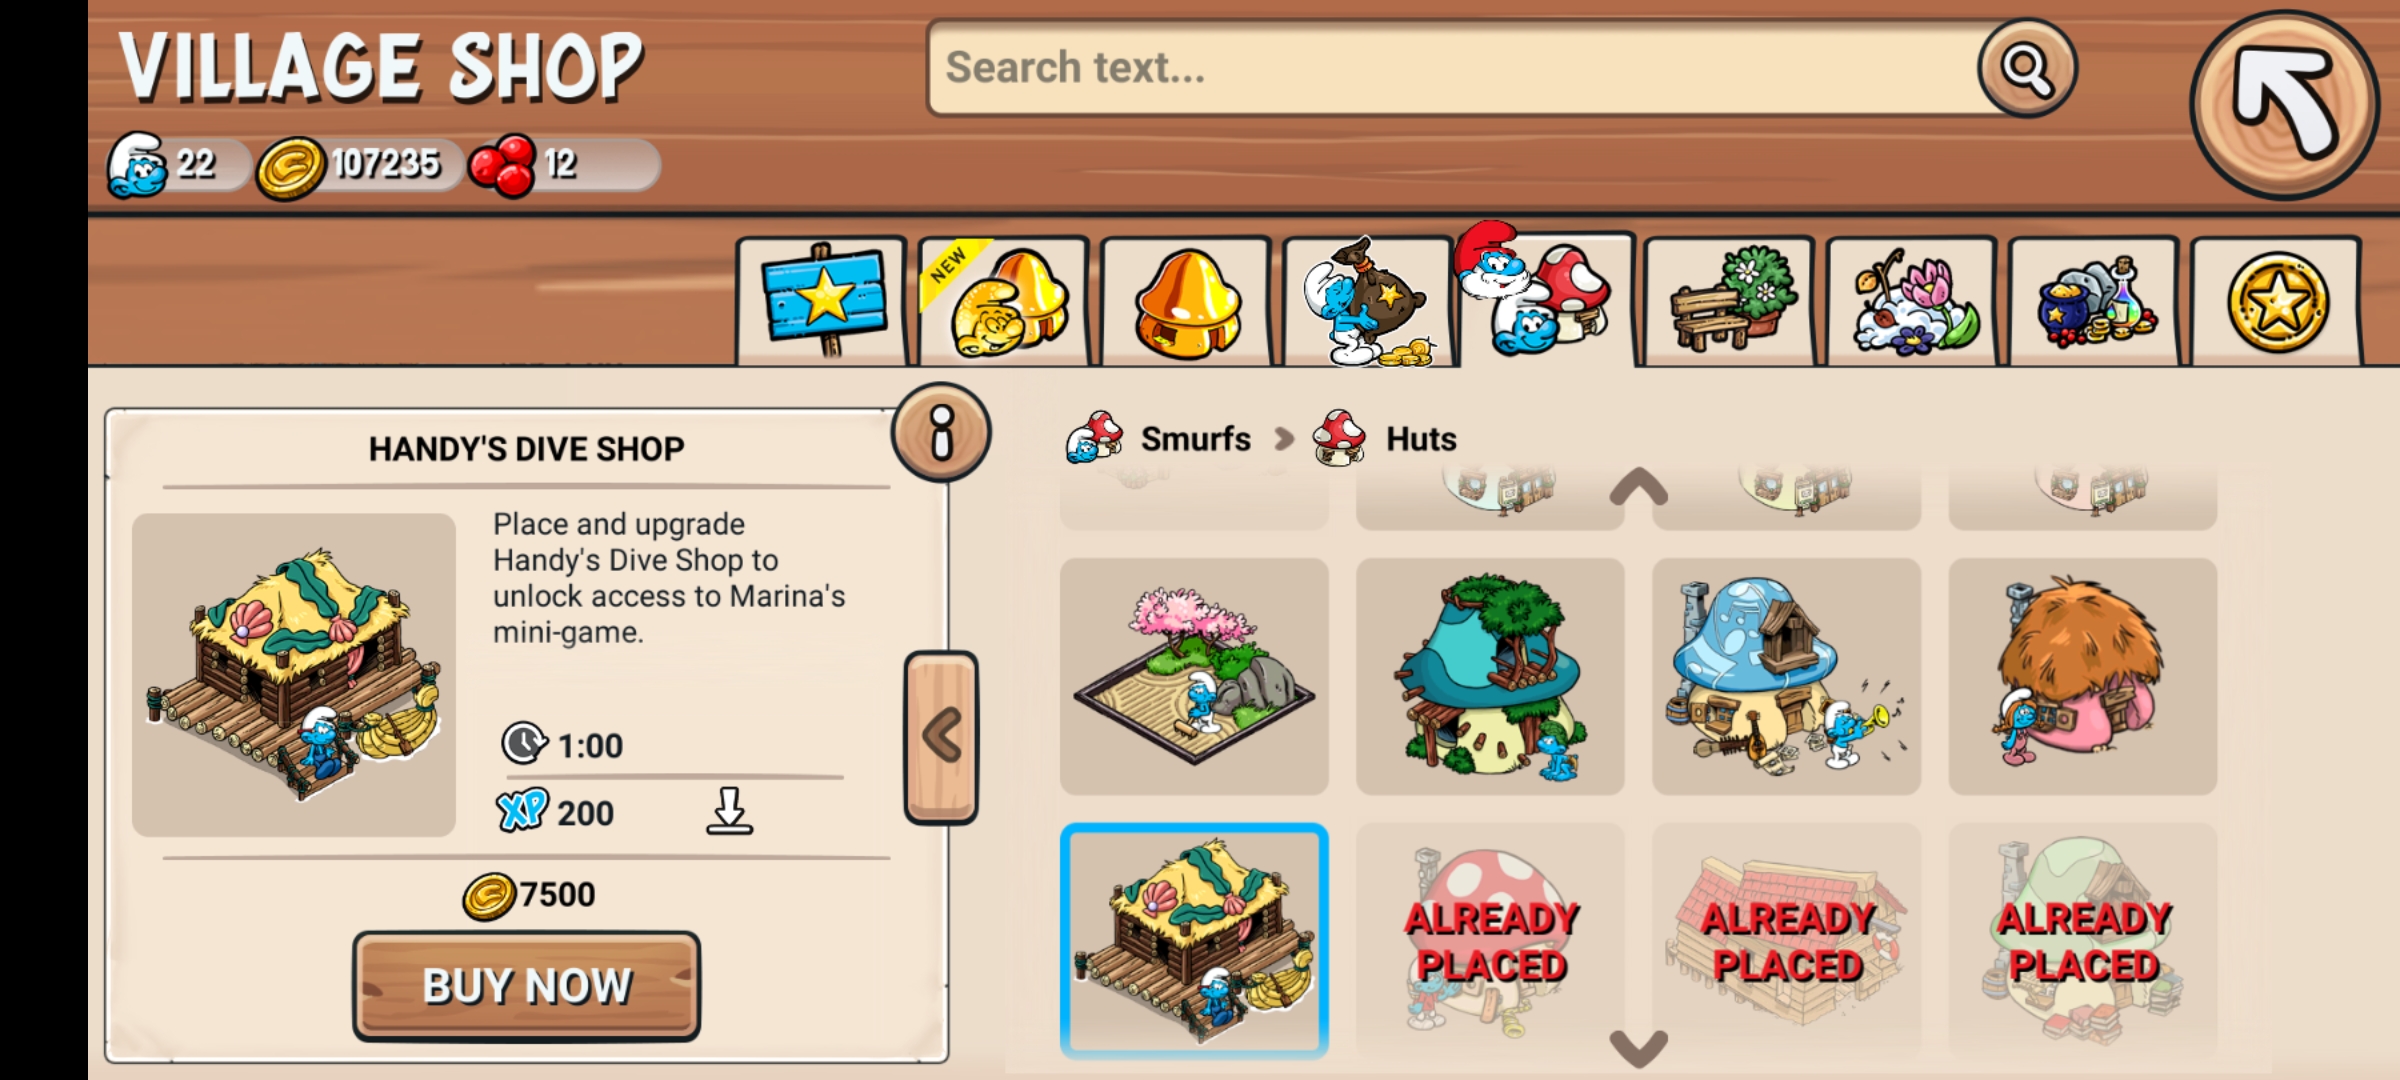 VILLAGE SHOP
Search text...
22
107235
12
NEW
HANDY'S DIVE SHOP
Place and upgrade
Handy's Dive Shop to
unlock access to Marina's
mini-game.
1:00
XP 200
7500
BUY NOW
Smurfs > Huts
ALREADY
PLACED
ALREADY
PLACED
ALREADY
PLACED